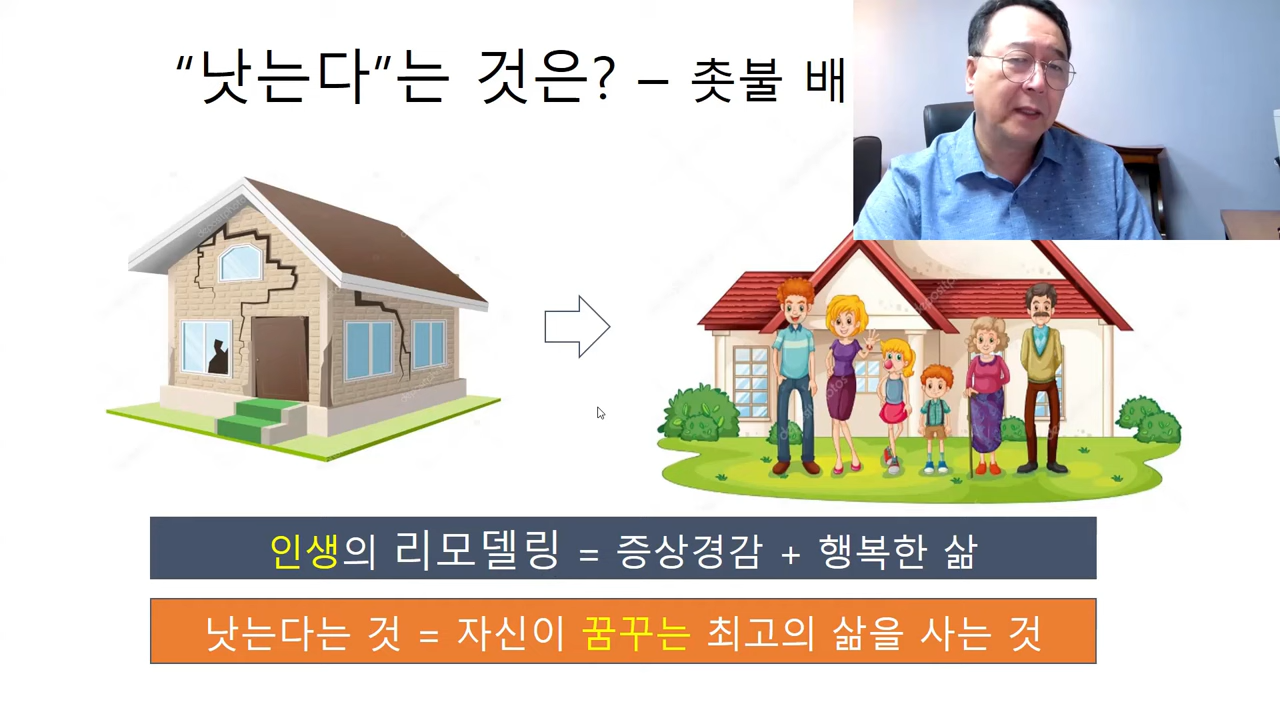 “낫는다”는 것은? – 촛불 배
인생의 리모델링 = 증상경감 + 행복한 삶
낫는다는 것 = 자신이 꿈꾸는 최고의 삶을 사는 것